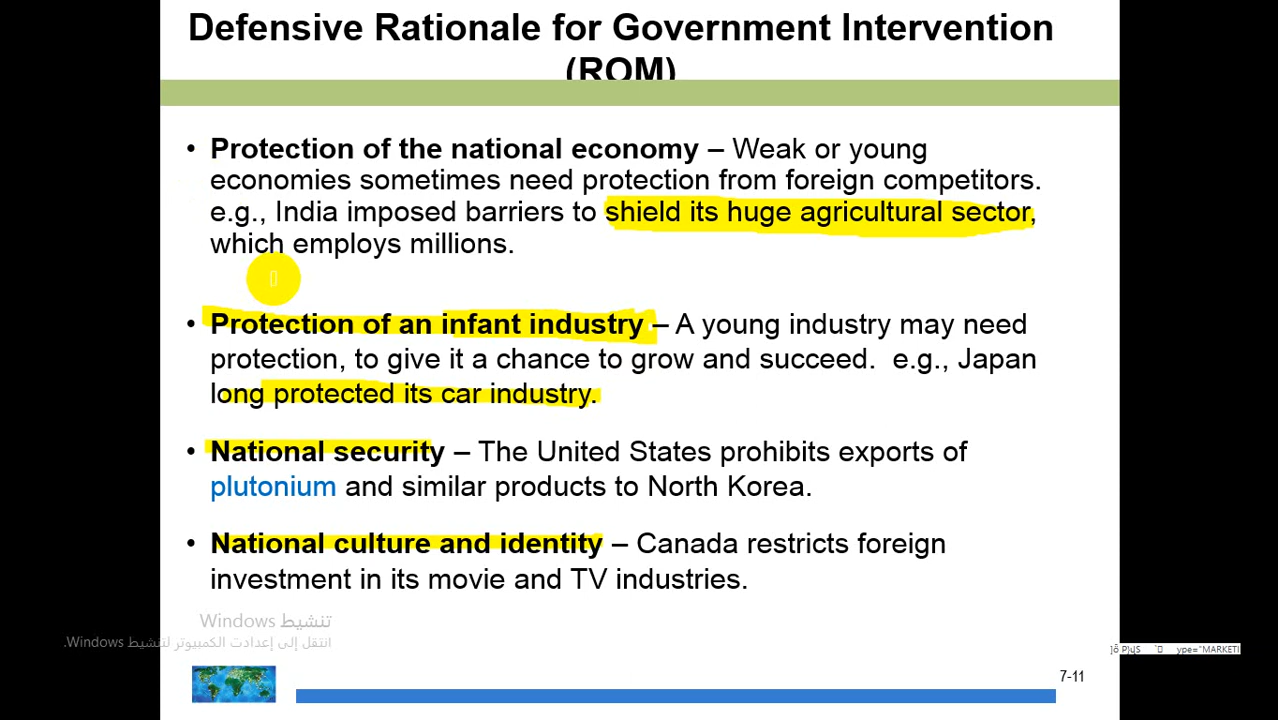 Defensive Rationale for Government Intervention
(ROM)
• Protection of the national economy – Weak or young
economies sometimes need protection from foreign competitors.
e.g., India imposed barriers to shield its huge agricultural sector,
which employs millions.
• Protection of an infant industry – A young industry may need
protection, to give it a chance to grow and succeed. e.g., Japan
long protected its car industry.
• National security – The United States prohibits exports of
plutonium and similar products to North Korea.
• National culture and identity – Canada restricts foreign
investment in its movie and TV industries.
تنشيط Windows
انتقل إلى إعدادت الكمبيوتر لتنشيط Windows.
ype="MARKETI
7-11